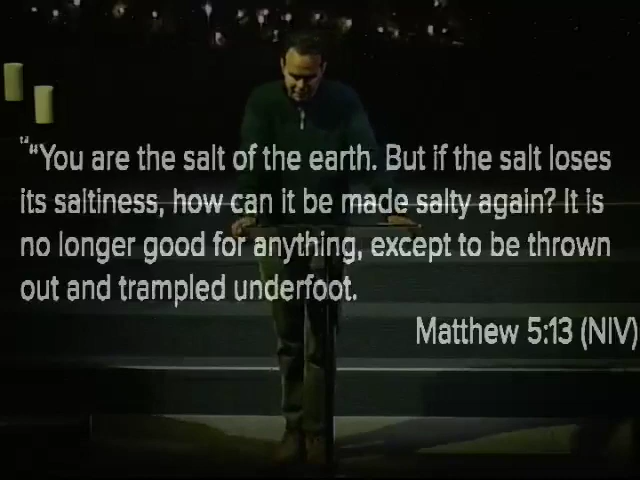 "“You are the salt of the earth. But if the salt loses
its saltiness, how can it be made salty again? It is
no longer good for anything, except to be thrown
out and trampled underfoot.
Matthew 5:13 (NIV)